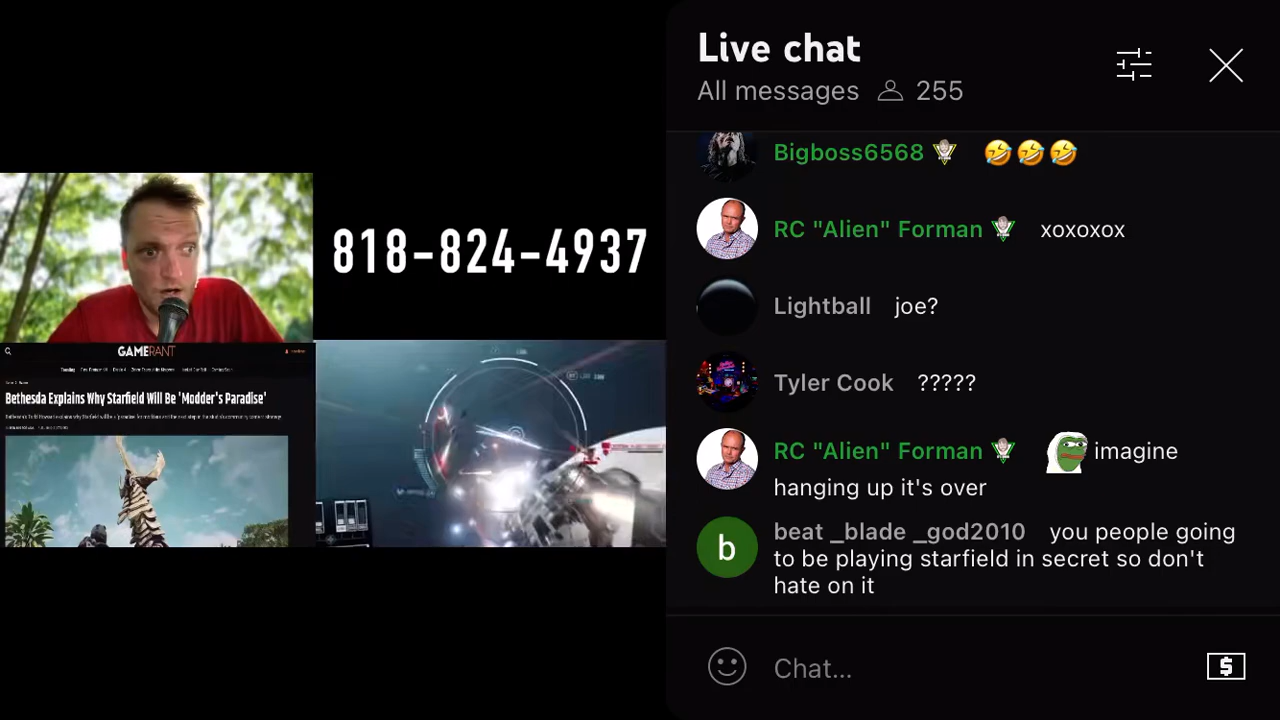 818-824-4937
GAMERANT
Bethesda Explains Why Starfield Will Be 'Modder's Paradise'
Live chat
All messages 255
Bigboss6568 🤣🤣🤣
RC "Alien" Forman xoxoxox
Lightball joe?
Tyler Cook ?????
RC "Alien" Forman imagine
hanging up it's over
b
beat _blade _god2010 you people going
to be playing starfield in secret so don't
hate on it
Chat...
$